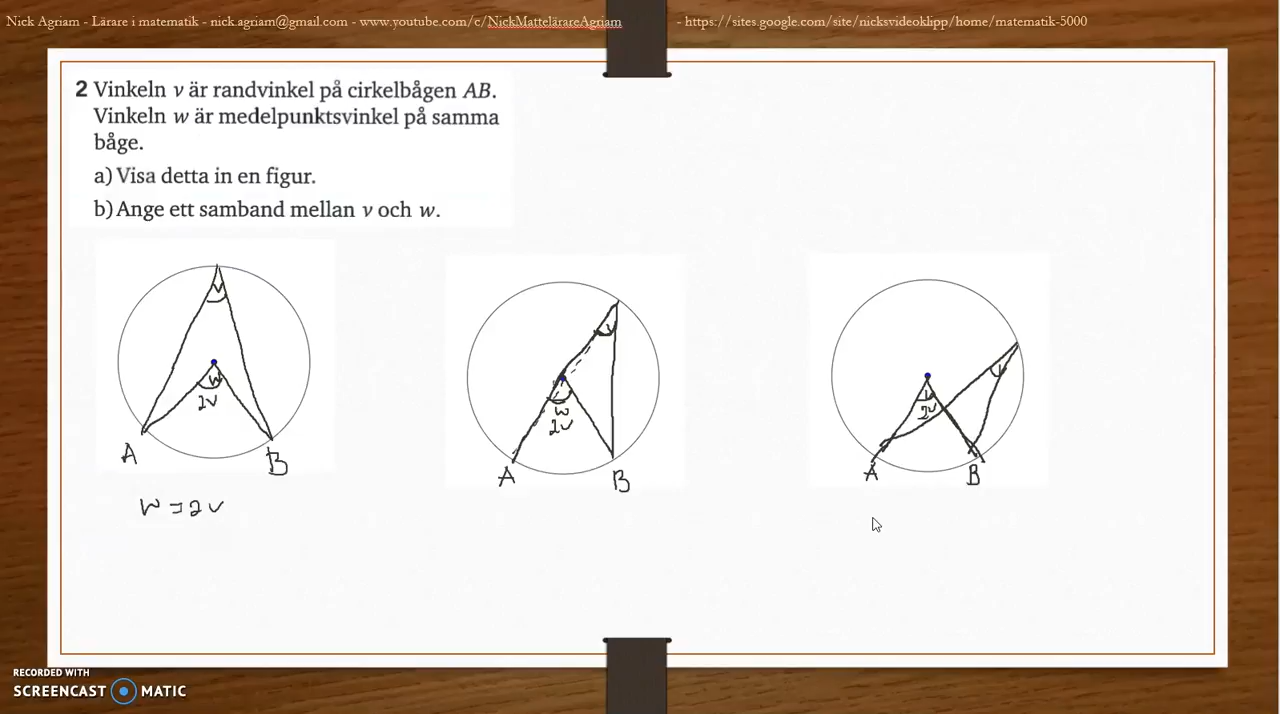 Nick Agriam - Lärare i matematik - nick.agriam@gmail.com - www.youtube.com/c/NickMattelärareAgriam - https://sites.google.com/site/nicksvideoklipp/home/matematik-5000
2 Vinkeln v är randvinkel på cirkelbågen AB.
Vinkeln w är medelpunktsvinkel på samma
båge.
a) Visa detta in en figur.
b) Ange ett samband mellan v och w.
v
w
2v
A
B
w = 2v
v
w
2v
A
B
v
w
2v
A
B
RECORDED WITH
SCREENCAST MATIC